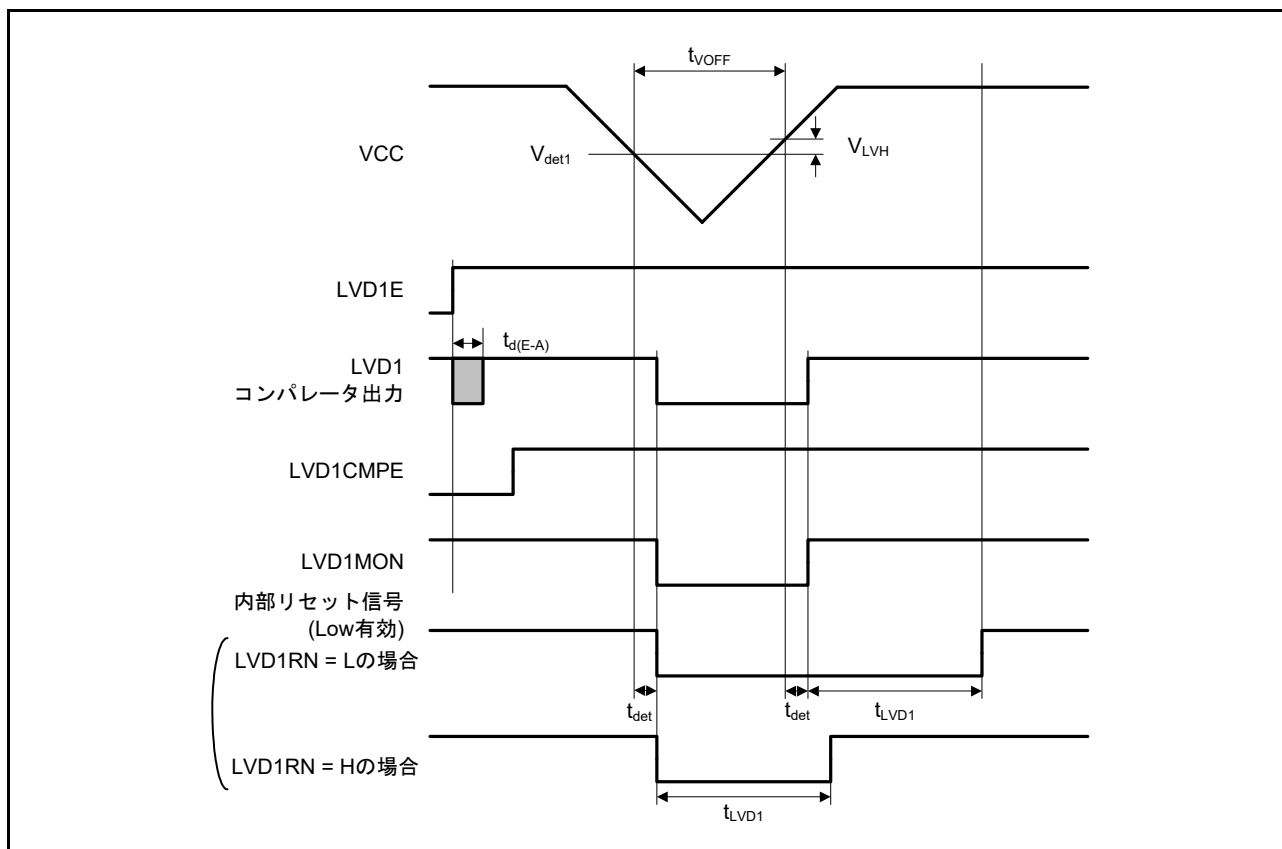 tVOFF
VCC
Vdet1
VLVH
LVD1E
td(E-A)
LVD1
コンパレータ出力
LVD1CMPE
LVD1MON
内部リセット信号
(Low有効)
LVD1RN = Lの場合
tdet
tdet
tLVD1
LVD1RN = Hの場合
tLVD1